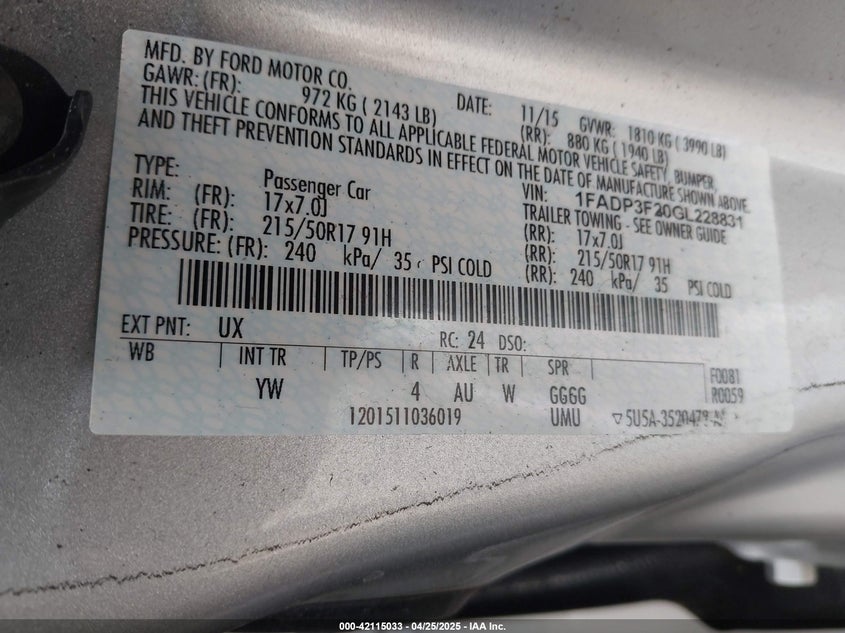 MFD. BY FORD MOTOR CO.
DATE: 11/15 GVWR: 1810 KG ( 3990 LB)
GAWR: (FR): 972 KG ( 2143 LB) (RR): 880 KG ( 1940 LB)
THIS VEHICLE CONFORMS TO ALL APPLICABLE FEDERAL MOTOR VEHICLE SAFETY, BUMPER,
AND THEFT PREVENTION STANDARDS IN EFFECT ON THE DATE OF MANUFACTURE SHOWN ABOVE.
VIN: 1FADP3F20GL228831
TYPE: Passenger Car TRAILER TOWING - SEE OWNER GUIDE
RIM: (FR): 17x7.0J (RR): 17x7.0J
TIRE: (FR): 215/50R17 91H (RR): 215/50R17 91H
PRESSURE: (FR): 240 kPa/ 35 PSI COLD (RR): 240 kPa/ 35 PSI COLD
EXT PNT: UX RC: 24 DSO:
WB INT TR TP/PS R AXLE TR SPR F0081
YW 4 AU W GGGG R0059
1201511036019 UMU ▽5U5A-3520472-
000-42115033 / 04/25/2025 - IAA Inc.